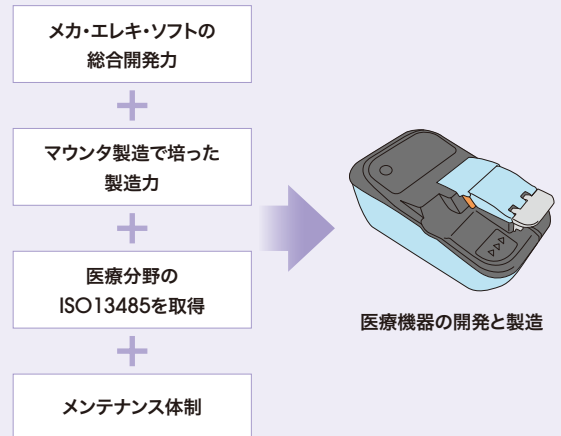 メカ・エレキ・ソフトの
総合開発力
+
マウンタ製造で培った
製造力
+
医療分野の
ISO13485を取得
+
メンテナンス体制
医療機器の開発と製造